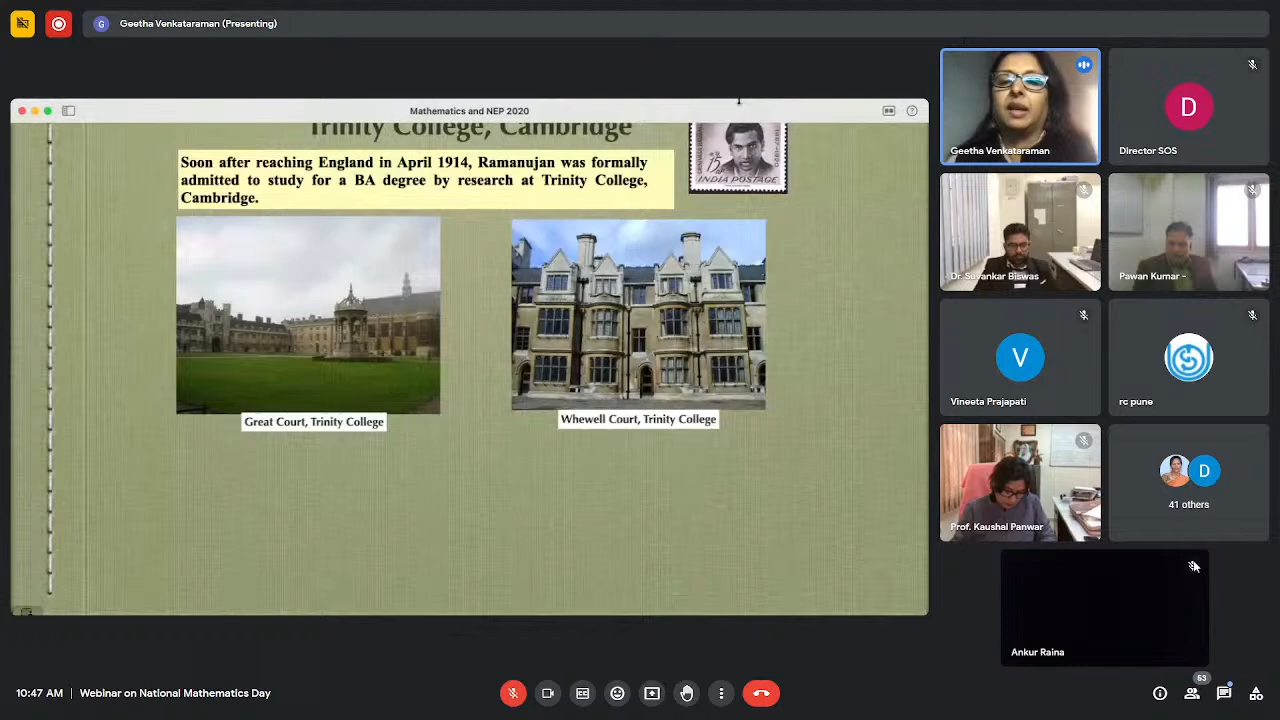 G Geetha Venkataraman (Presenting)
Mathematics and NEP 2020
Trinity College, Cambridge
Soon after reaching England in April 1914, Ramanujan was formally
admitted to study for a BA degree by research at Trinity College,
Cambridge.
15
INDIA POSTAGE
Great Court, Trinity College
Whewell Court, Trinity College
Geetha Venkataraman
D
Director SOS
Dr. Suvankar Biswas
Pawan Kumar -
V
Vineeta Prajapati
rc pune
Prof. Kaushal Panwar
D
41 others
Ankur Raina
10:47 AM | Webinar on National Mathematics Day
63